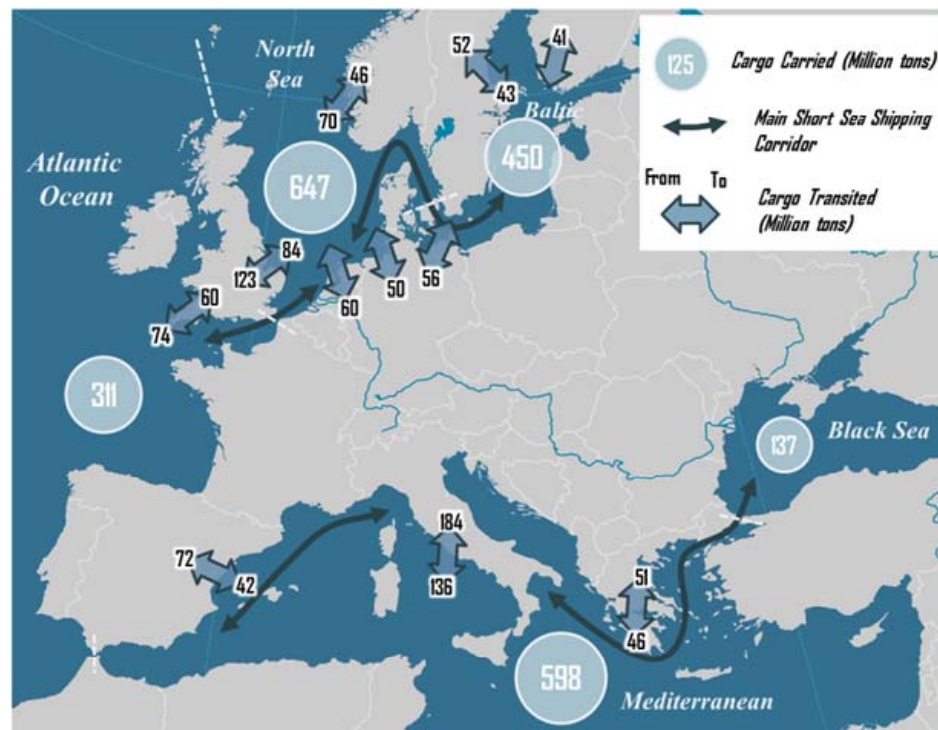 North
Sea
52
41
46
70
43
Baltic
125
Cargo Carried (Million tons)
Main Short Sea Shipping
Corridor
From To
Cargo Transited
(Million tons)
Atlantic
Ocean
647
450
84
123
60
74
60
50
56
311
137
Black Sea
72
42
184
136
51
46
598
Mediterranean